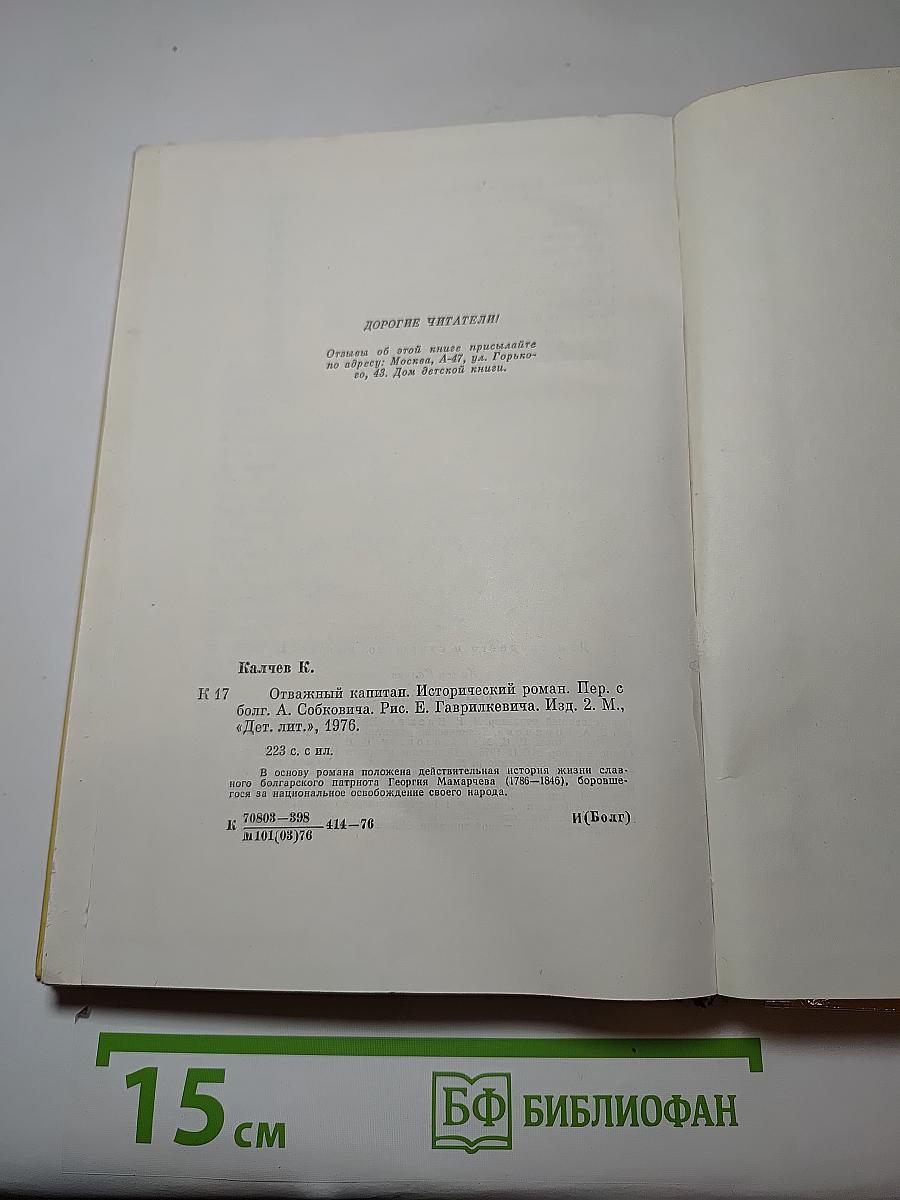 ДОРОГИЕ ЧИТАТЕЛИ!
Отзывы об этой книге присылайте
по адресу: Москва, А-47, ул. Горько-
го, 43. Дом детской книги.
Калчев К.
К 17 Отважный капитан. Исторический роман. Пер. с
болг. А. Собковича. Рис. Е. Гаврилкевича. Изд. 2. М.,
«Дет. лит.», 1976.
223 с. с ил.
В основу романа положена действительная история жизни слав-
ного болгарского патриота Георгия Мамарчева (1786—1846), боровше-
гося за национальное освобождение своего народа.
К 70803—398
М101(03)76 414—76 И(Болг)
15 см БФ БИБЛИОФАН